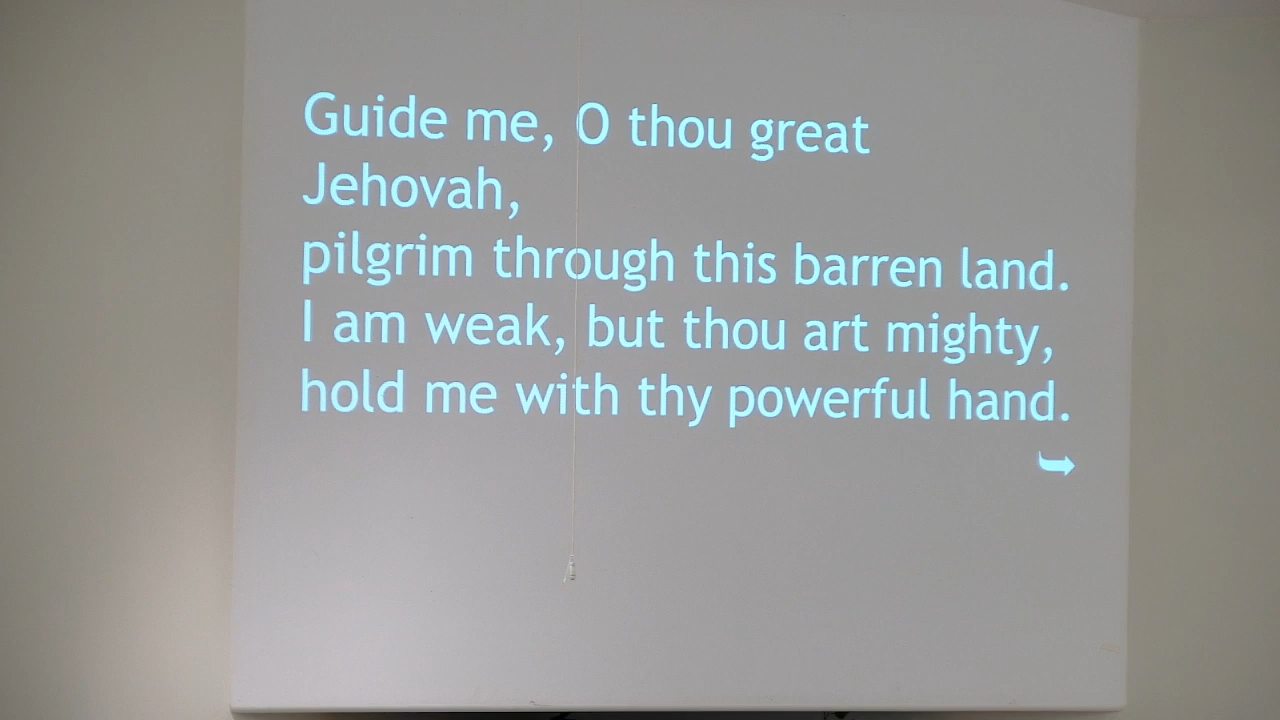 Guide me, O thou great
Jehovah,
pilgrim through this barren land.
I am weak, but thou art mighty,
hold me with thy powerful hand.